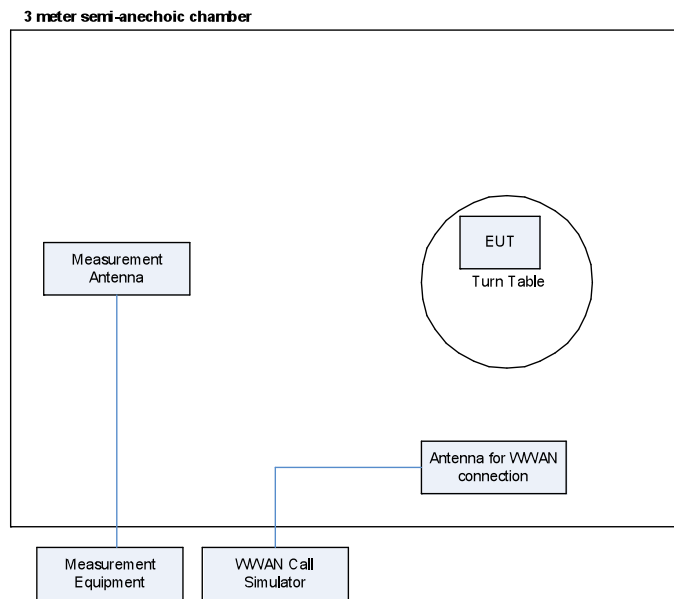 3 meter semi-anechoic chamber
EUT
Measurement
Antenna
Turn Table
Antenna for WWAN
connection
Measurement
Equipment
WWAN Call
Simulator